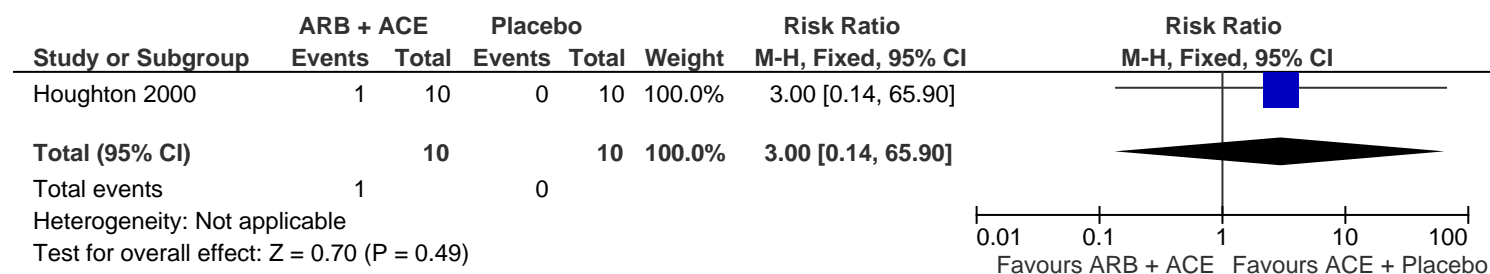 ARB + ACE Placebo Risk Ratio Risk Ratio
Study or Subgroup Events Total Events Total Weight M-H, Fixed, 95% CI M-H, Fixed, 95% CI
Houghton 2000 1 10 0 10 100.0% 3.00 [0.14, 65.90]
Total (95% CI) 10 10 100.0% 3.00 [0.14, 65.90]
Total events 1 0
Heterogeneity: Not applicable
Test for overall effect: Z = 0.70 (P = 0.49)
0.01 0.1 1 10 100
Favours ARB + ACE Favours ACE + Placebo